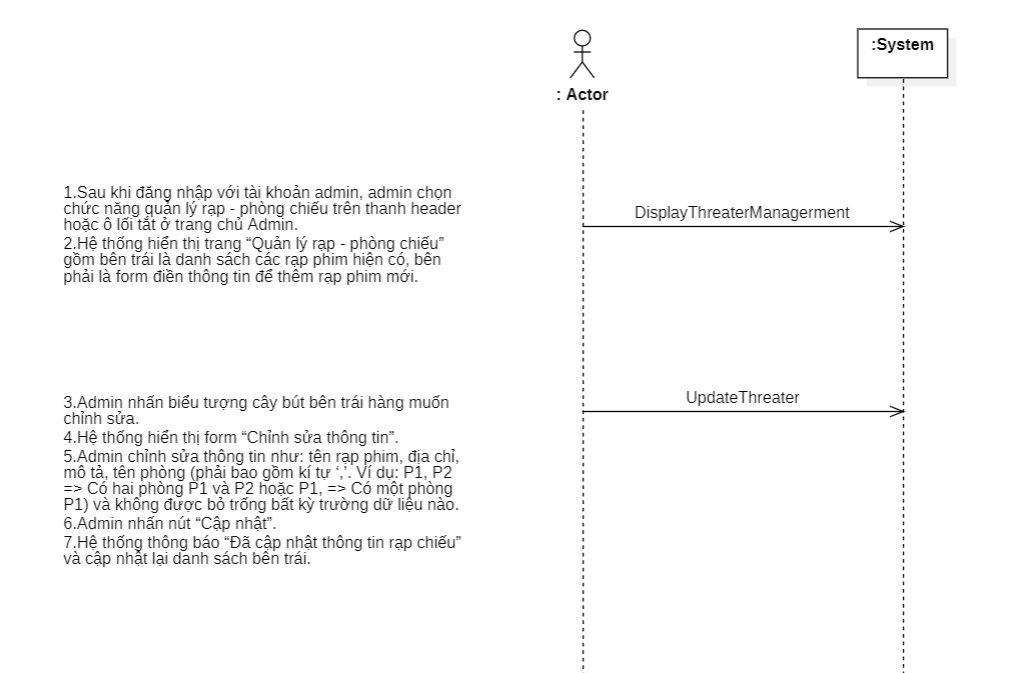 :System
: Actor
1.Sau khi đăng nhập với tài khoản admin, admin chọn
chức năng quản lý rạp - phòng chiếu trên thanh header
hoặc ô lối tắt ở trang chủ Admin.
2.Hệ thống hiển thị trang “Quản lý rạp - phòng chiếu”
gồm bên trái là danh sách các rạp phim hiện có, bên
phải là form điền thông tin để thêm rạp phim mới.
DisplayThreaterManagerment
3.Admin nhấn biểu tượng cây bút bên trái hàng muốn
chỉnh sửa.
4.Hệ thống hiển thị form “Chỉnh sửa thông tin”.
5.Admin chỉnh sửa thông tin như: tên rạp phim, địa chỉ,
mô tả, tên phòng (phải bao gồm kí tự ‘,’. Ví dụ: P1, P2
=> Có hai phòng P1 và P2 hoặc P1, => Có một phòng
P1) và không được bỏ trống bất kỳ trường dữ liệu nào.
6.Admin nhấn nút “Cập nhật”.
7.Hệ thống thông báo “Đã cập nhật thông tin rạp chiếu”
và cập nhật lại danh sách bên trái.
UpdateThreater